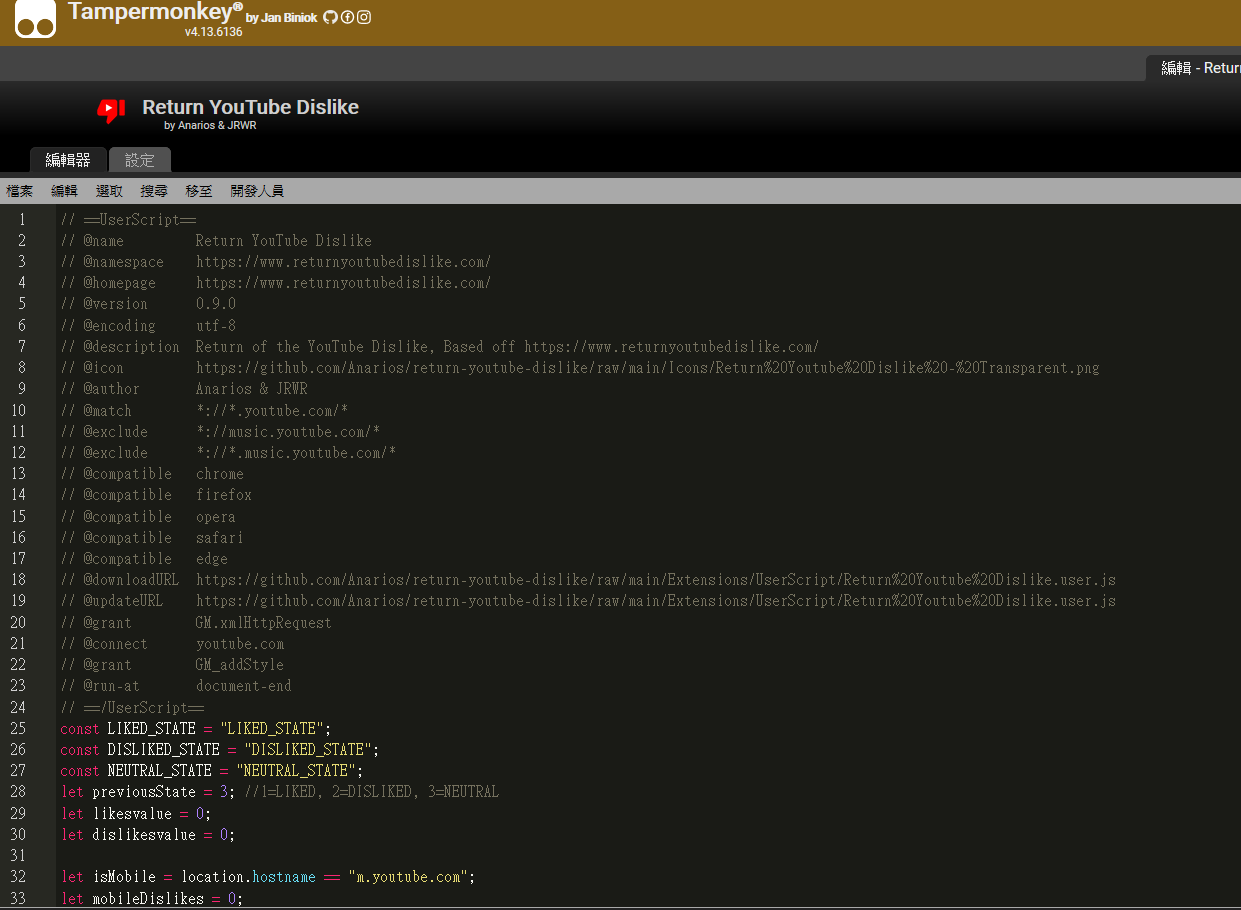 Tampermonkey® by Jan Biniok
v4.13.6136
編輯 - Return
Return YouTube Dislike
by Anarios & JRWR
編輯器 設定
檔案 編輯 選取 搜尋 移至 開發人員
1 // ==UserScript==
2 // @name Return YouTube Dislike
3 // @namespace https://www.returnyoutubedislike.com/
4 // @homepage https://www.returnyoutubedislike.com/
5 // @version 0.9.0
6 // @encoding utf-8
7 // @description Return of the YouTube Dislike, Based off https://www.returnyoutubedislike.com/
8 // @icon https://github.com/Anarios/return-youtube-dislike/raw/main/Icons/Return%20Youtube%20Dislike%20-%20Transparent.png
9 // @author Anarios & JRWR
10 // @match *://*.youtube.com/*
11 // @exclude *://music.youtube.com/*
12 // @exclude *://*.music.youtube.com/*
13 // @compatible chrome
14 // @compatible firefox
15 // @compatible opera
16 // @compatible safari
17 // @compatible edge
18 // @downloadURL https://github.com/Anarios/return-youtube-dislike/raw/main/Extensions/UserScript/Return%20Youtube%20Dislike.user.js
19 // @updateURL https://github.com/Anarios/return-youtube-dislike/raw/main/Extensions/UserScript/Return%20Youtube%20Dislike.user.js
20 // @grant GM.xmlHttpRequest
21 // @connect youtube.com
22 // @grant GM_addStyle
23 // @run-at document-end
24 // ==/UserScript==
25 const LIKED_STATE = "LIKED_STATE";
26 const DISLIKED_STATE = "DISLIKED_STATE";
27 const NEUTRAL_STATE = "NEUTRAL_STATE";
28 let previousState = 3; //1=LIKED, 2=DISLIKED, 3=NEUTRAL
29 let likesvalue = 0;
30 let dislikesvalue = 0;
31
32 let isMobile = location.hostname == "m.youtube.com";
33 let mobileDislikes = 0;